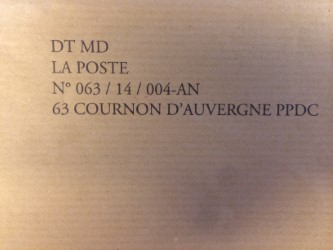 DT MD
LA POSTE
N° 063 / 14 / 004-AN
63 COURNON D'AUVERGNE PPDC